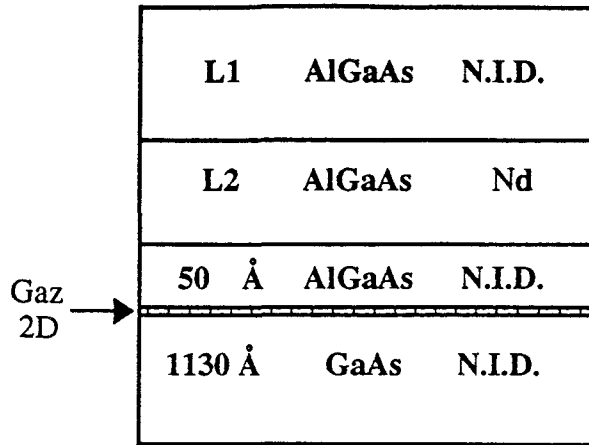 L1 AlGaAs N.I.D.
L2 AlGaAs Nd
50 Å AlGaAs N.I.D.
Gaz
2D
1130 Å GaAs N.I.D.